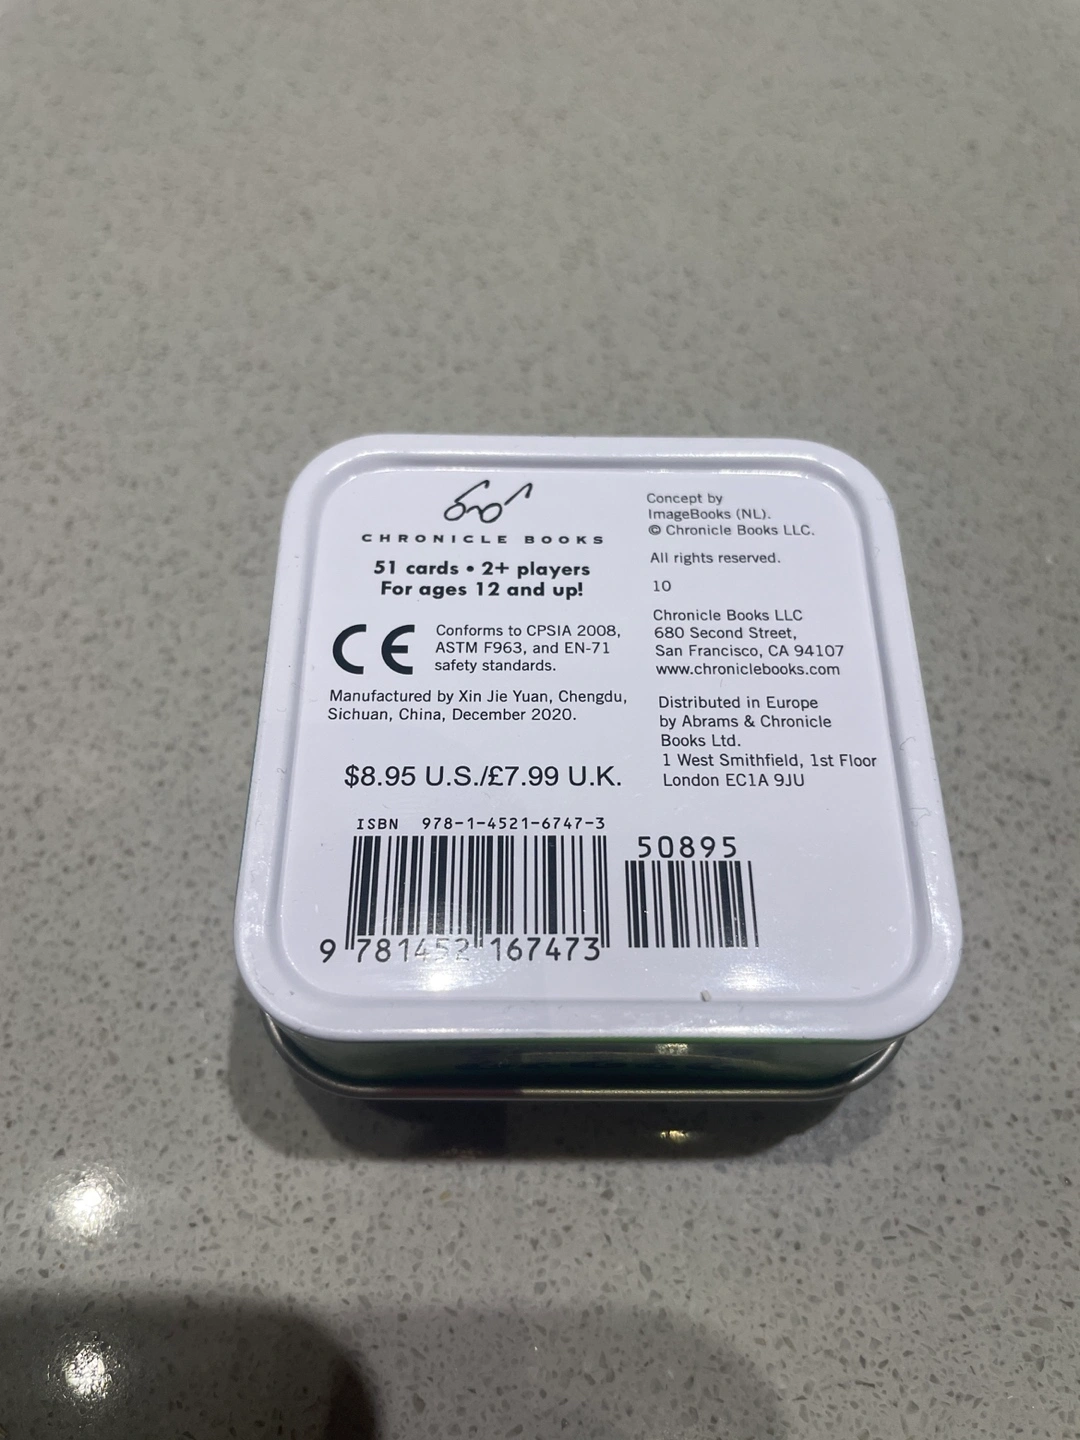 CHRONICLE BOOKS
51 cards • 2+ players
For ages 12 and up!
CE
Conforms to CPSIA 2008,
ASTM F963, and EN-71
safety standards.
Manufactured by Xin Jie Yuan, Chengdu,
Sichuan, China, December 2020.
$8.95 U.S./£7.99 U.K.
ISBN 978-1-4521-6747-3
50895
9 781452 167473
Concept by
ImageBooks (NL).
© Chronicle Books LLC.
All rights reserved.
10
Chronicle Books LLC
680 Second Street,
San Francisco, CA 94107
www.chroniclebooks.com
Distributed in Europe
by Abrams & Chronicle
Books Ltd.
1 West Smithfield, 1st Floor
London EC1A 9JU